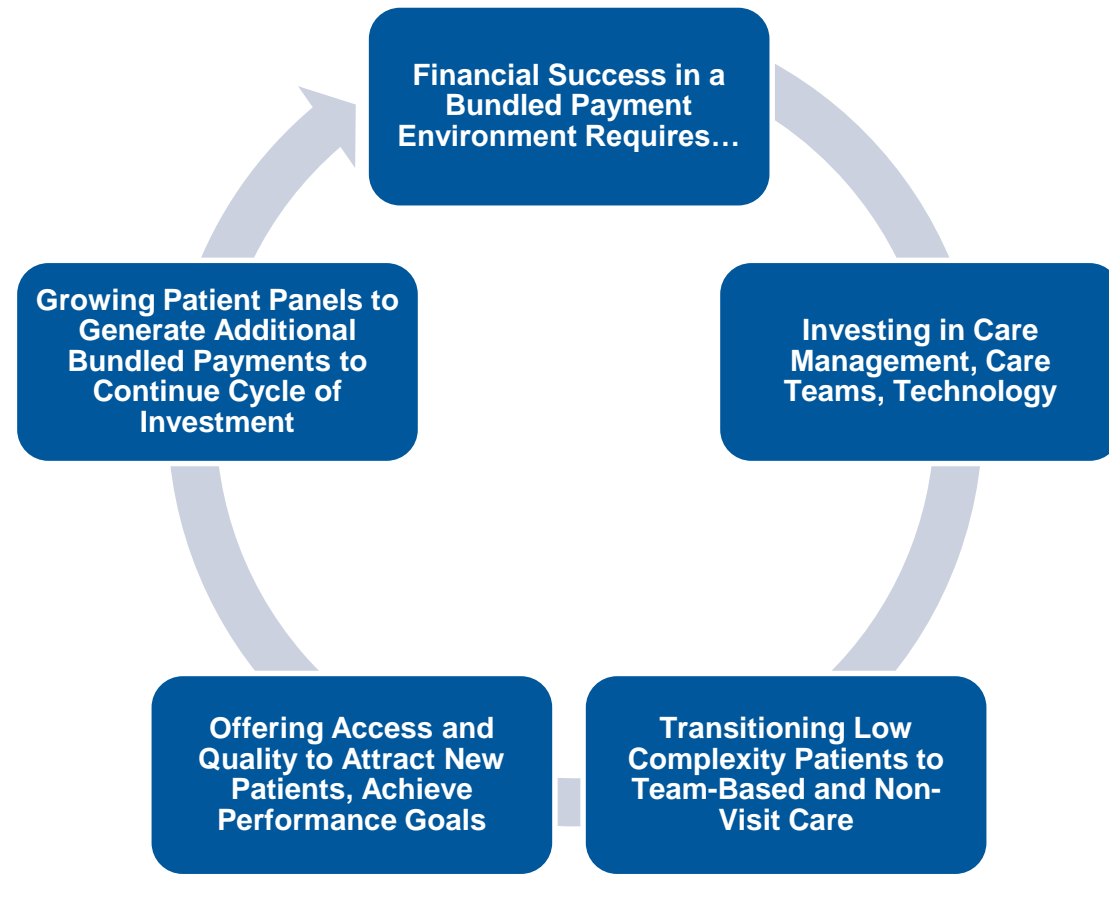 Financial Success in a
Bundled Payment
Environment Requires…
Investing in Care
Management, Care
Teams, Technology
Transitioning Low
Complexity Patients to
Team-Based and Non-
Visit Care
Offering Access and
Quality to Attract New
Patients, Achieve
Performance Goals
Growing Patient Panels to
Generate Additional
Bundled Payments to
Continue Cycle of
Investment